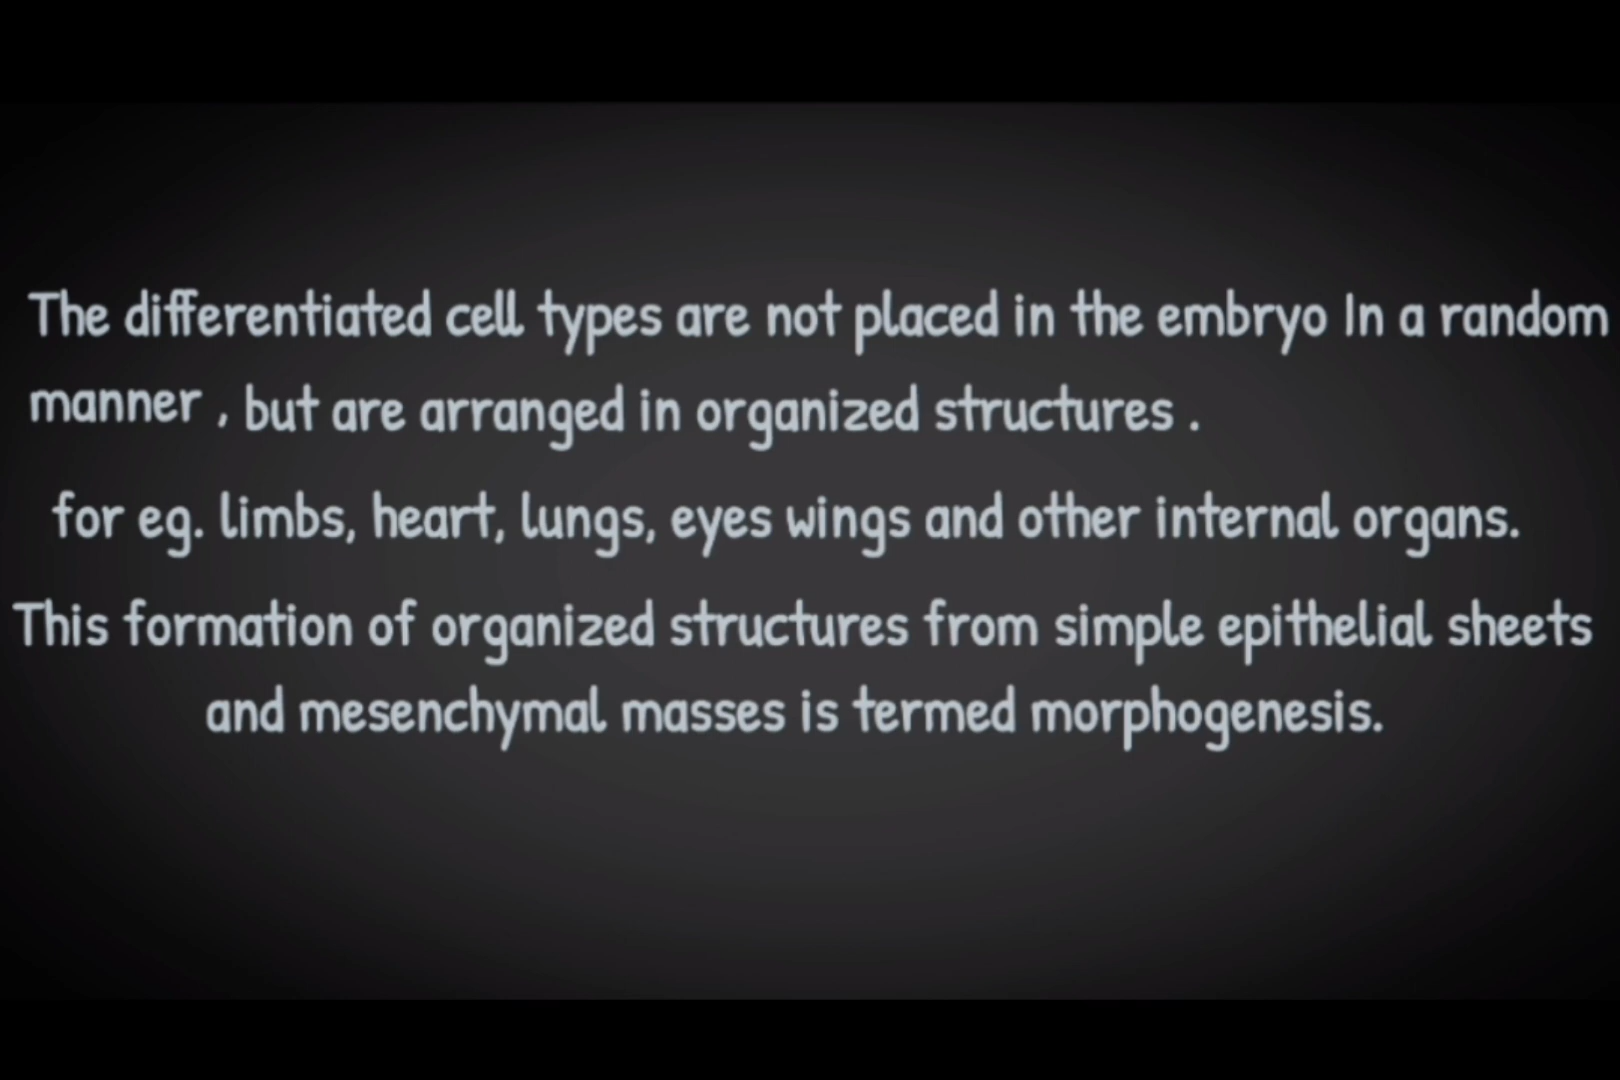 The differentiated cell types are not placed in the embryo In a random
manner , but are arranged in organized structures .
for eg. limbs, heart, lungs, eyes wings and other internal organs.
This formation of organized structures from simple epithelial sheets
and mesenchymal masses is termed morphogenesis.